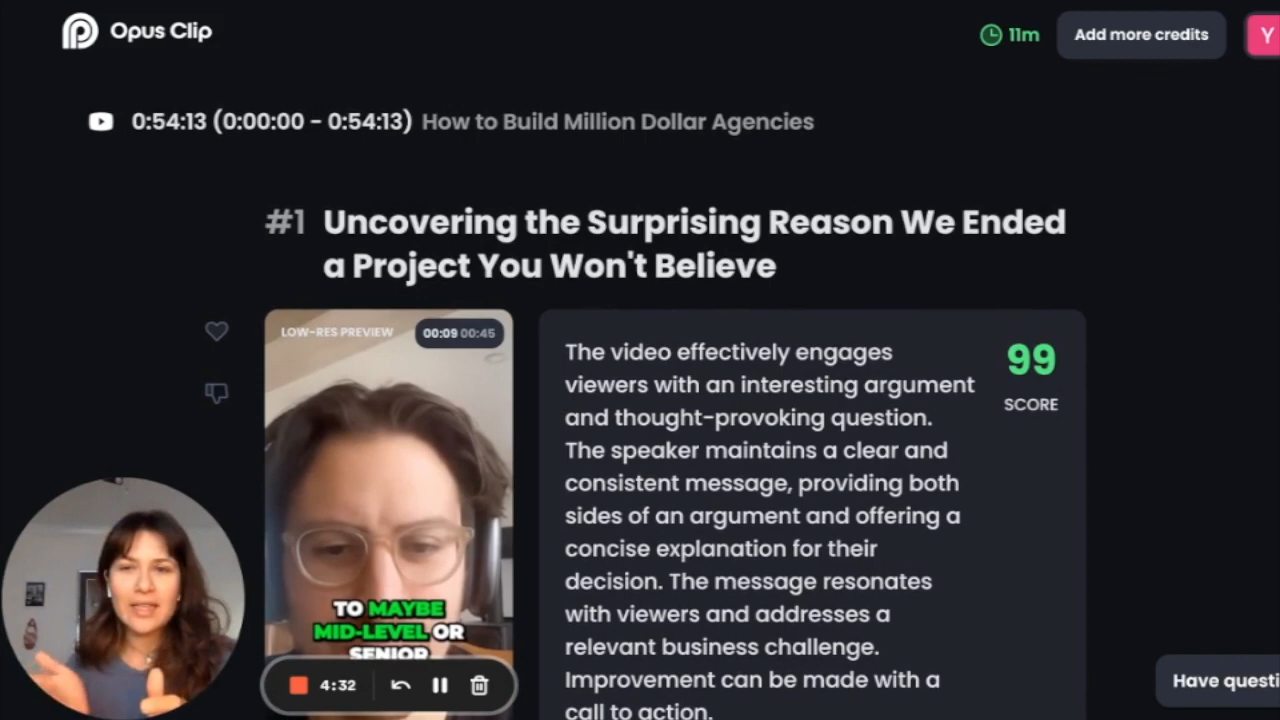 Opus Clip
11m
Add more credits
Y
0:54:13 (0:00:00 - 0:54:13) How to Build Million Dollar Agencies
#1 Uncovering the Surprising Reason We Ended
a Project You Won't Believe
LOW-RES PREVIEW 00:09 00:45
TO MAYBE
MID-LEVEL OR
SENIOR
4:32
The video effectively engages
viewers with an interesting argument
and thought-provoking question.
The speaker maintains a clear and
consistent message, providing both
sides of an argument and offering a
concise explanation for their
decision. The message resonates
with viewers and addresses a
relevant business challenge.
Improvement can be made with a
call to action.
99
SCORE
Have questi